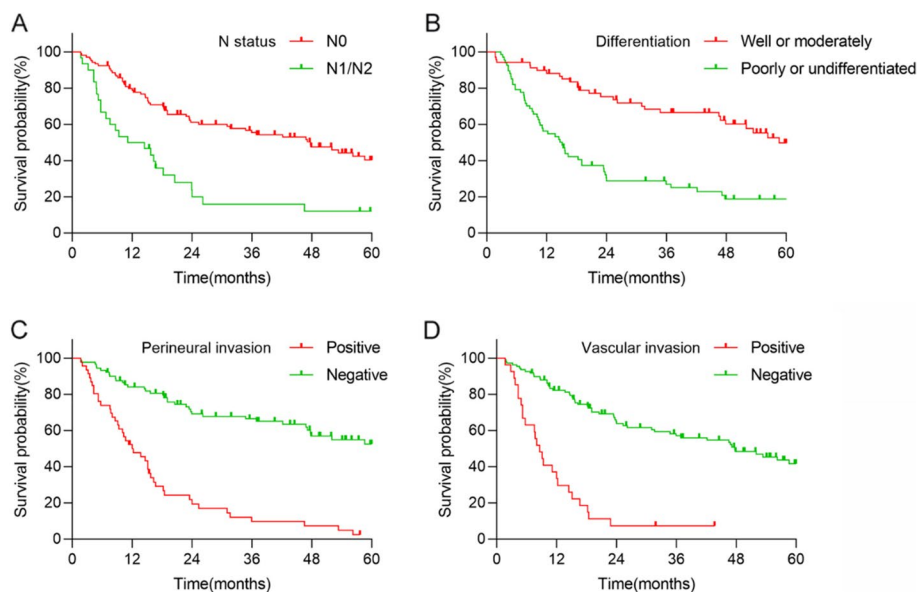 A
N status
N0
N1/N2
100
80
60
40
20
0
Survival probability(%)
0 12 24 36 48 60
Time(months)
B
Differentiation
Well or moderately
Poorly or undifferentiated
100
80
60
40
20
0
Survival probability(%)
0 12 24 36 48 60
Time(months)
C
Perineural invasion
Positive
Negative
100
80
60
40
20
0
Survival probability(%)
0 12 24 36 48 60
Time(months)
D
Vascular invasion
Positive
Negative
100
80
60
40
20
0
Survival probability(%)
0 12 24 36 48 60
Time(months)